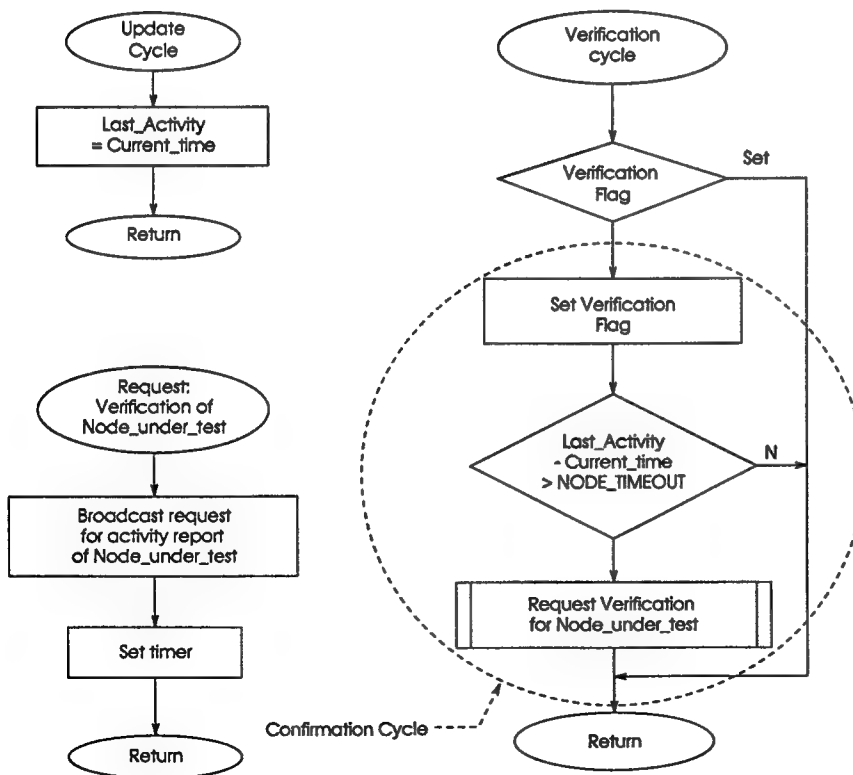 Update
Cycle
Last_Activity
= Current_time
Return
Request:
Verification of
Node_under_test
Broadcast request
for activity report
of Node_under_test
Set timer
Return
Verification
cycle
Verification
Flag
Set
Set Verification
Flag
Last_Activity
- Current_time
> NODE_TIMEOUT
N
Request Verification
for Node_under_test
Confirmation Cycle
Return